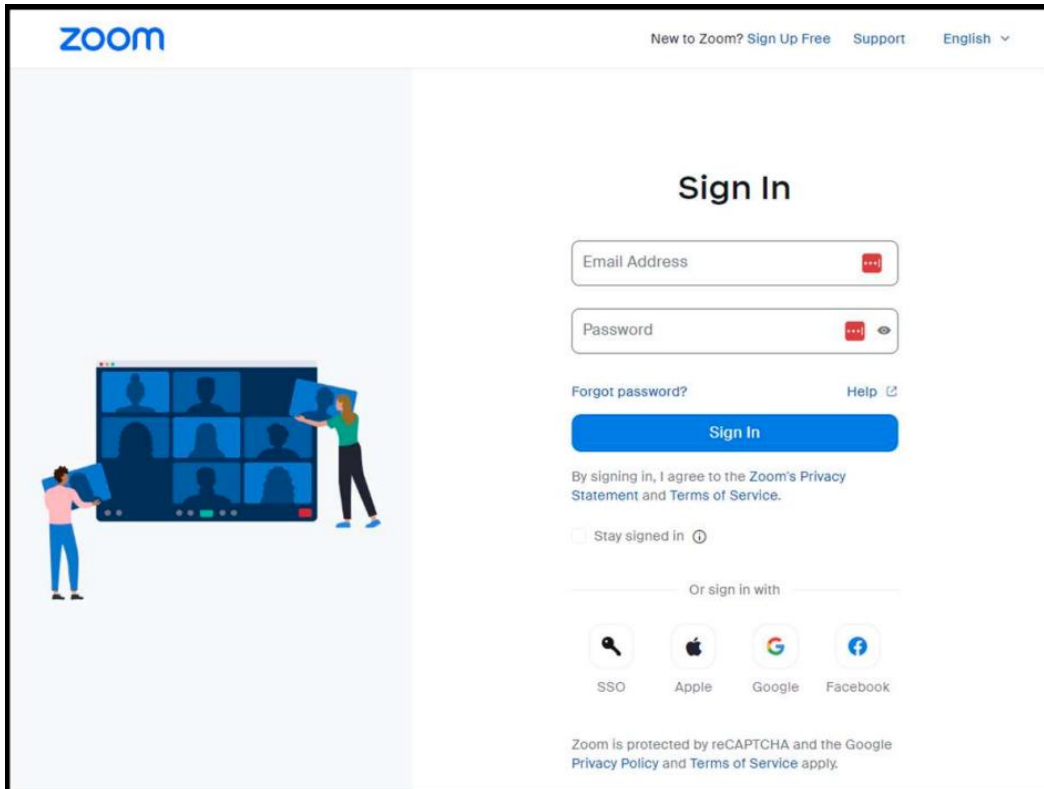 zoom
New to Zoom? Sign Up Free Support English
Sign In
Email Address
Password
Forgot password? Help
Sign In
By signing in, I agree to the Zoom's Privacy
Statement and Terms of Service.
Stay signed in
Or sign in with
SSO Apple Google Facebook
Zoom is protected by reCAPTCHA and the Google
Privacy Policy and Terms of Service apply.